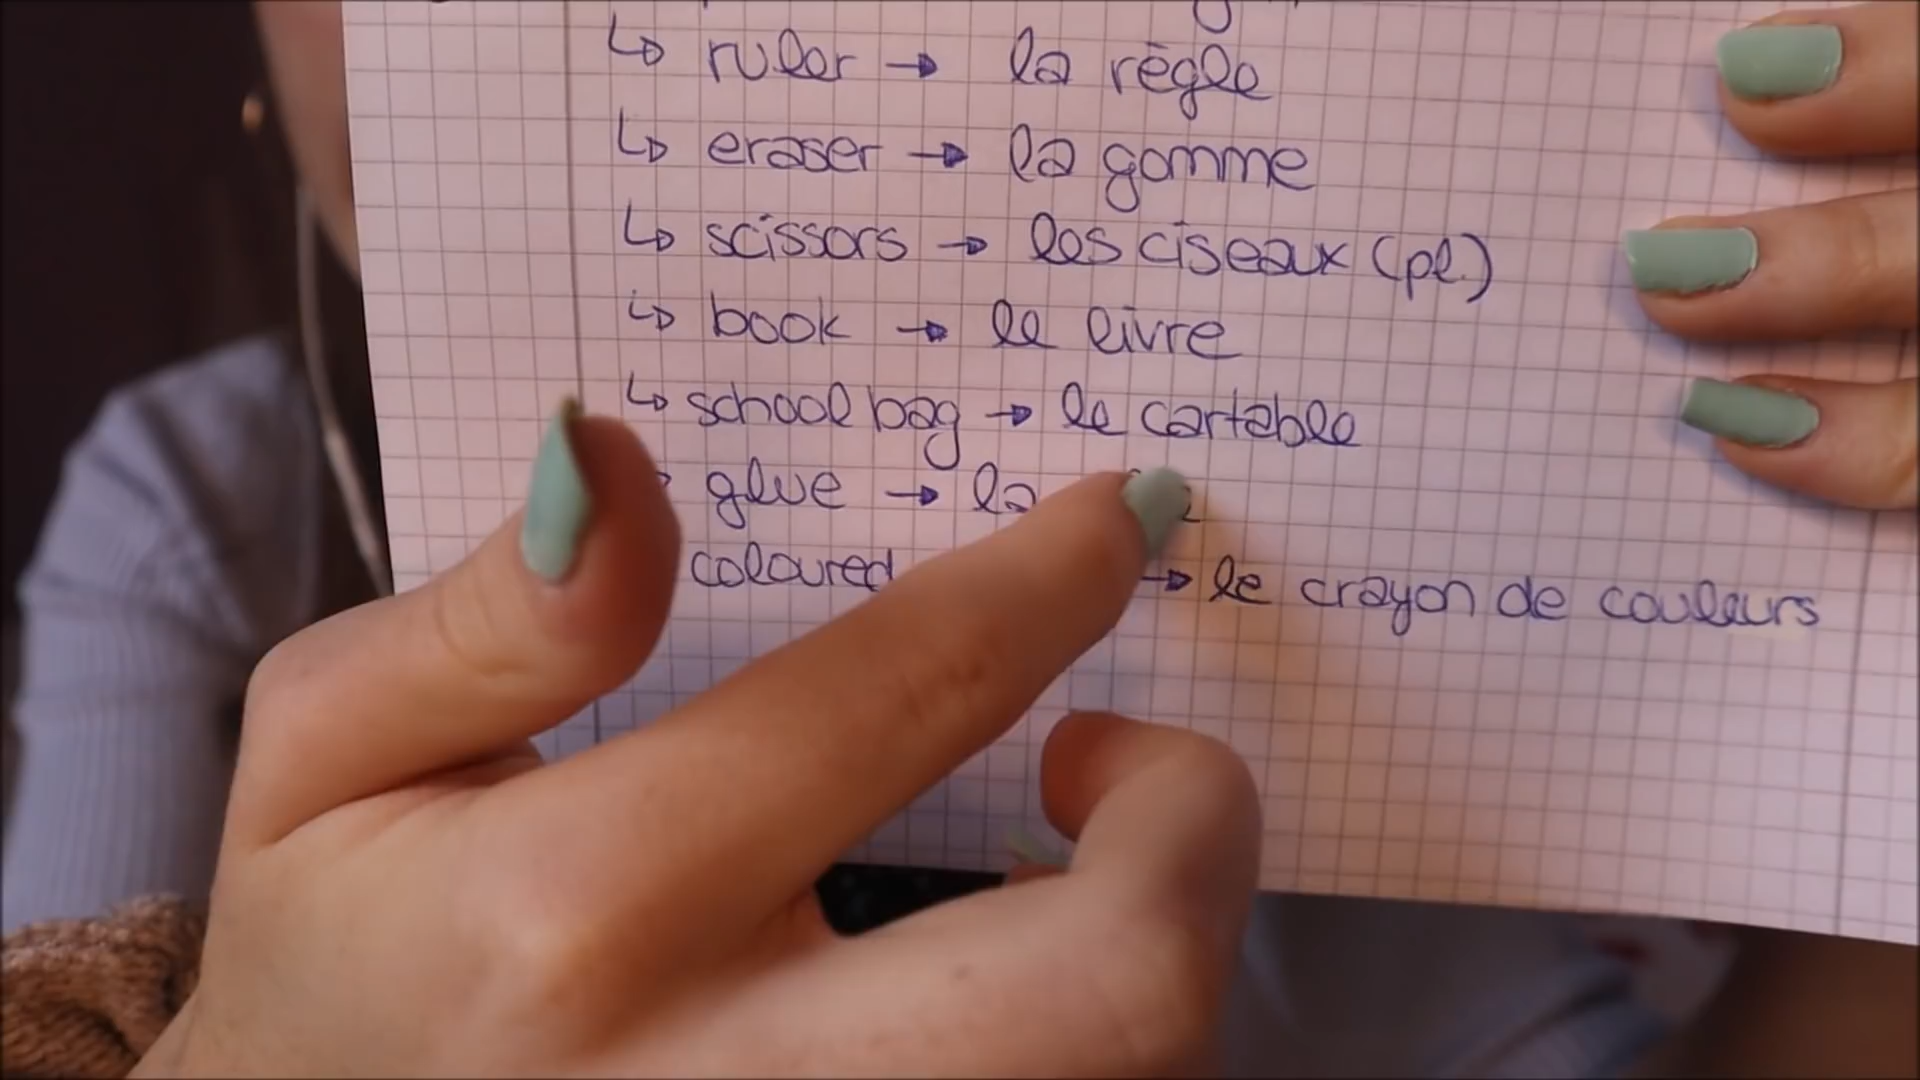 ↳ ruler → la règle
↳ eraser → la gomme
↳ scissors → les ciseaux (pl.)
↳ book → le livre
↳ school bag → le cartable
glue → la
coloured → le crayon de couleurs